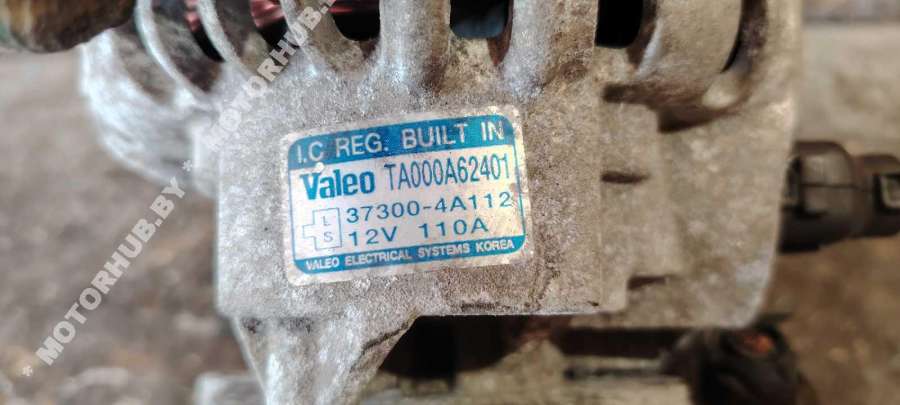 I.C REG. BUILT IN
Valeo TA000A62401
L 37300-4A112
S 12V 110A
VALEO ELECTRICAL SYSTEMS KOREA
* MOTORHUB.BY * MOTORHUB.BY *